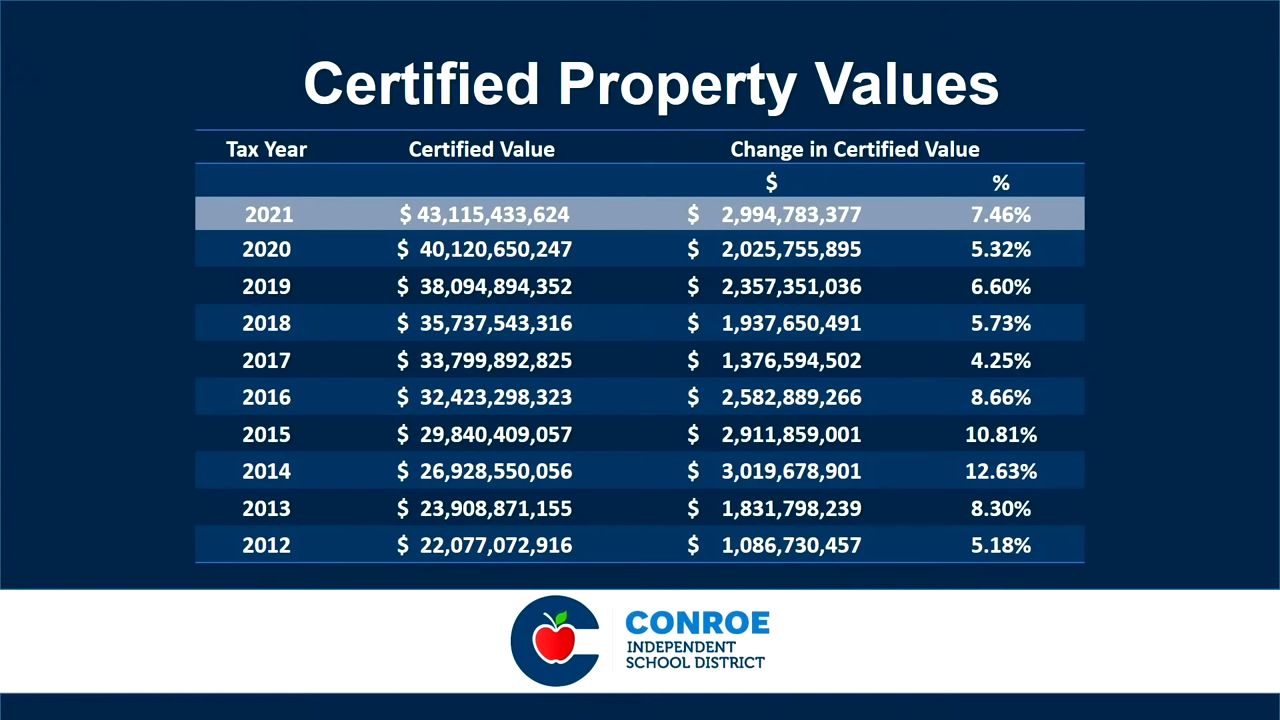 Certified Property Values
Tax Year Certified Value Change in Certified Value
$ %
2021 $ 43,115,433,624 $ 2,994,783,377 7.46%
2020 $ 40,120,650,247 $ 2,025,755,895 5.32%
2019 $ 38,094,894,352 $ 2,357,351,036 6.60%
2018 $ 35,737,543,316 $ 1,937,650,491 5.73%
2017 $ 33,799,892,825 $ 1,376,594,502 4.25%
2016 $ 32,423,298,323 $ 2,582,889,266 8.66%
2015 $ 29,840,409,057 $ 2,911,859,001 10.81%
2014 $ 26,928,550,056 $ 3,019,678,901 12.63%
2013 $ 23,908,871,155 $ 1,831,798,239 8.30%
2012 $ 22,077,072,916 $ 1,086,730,457 5.18%
CONROE
INDEPENDENT
SCHOOL DISTRICT